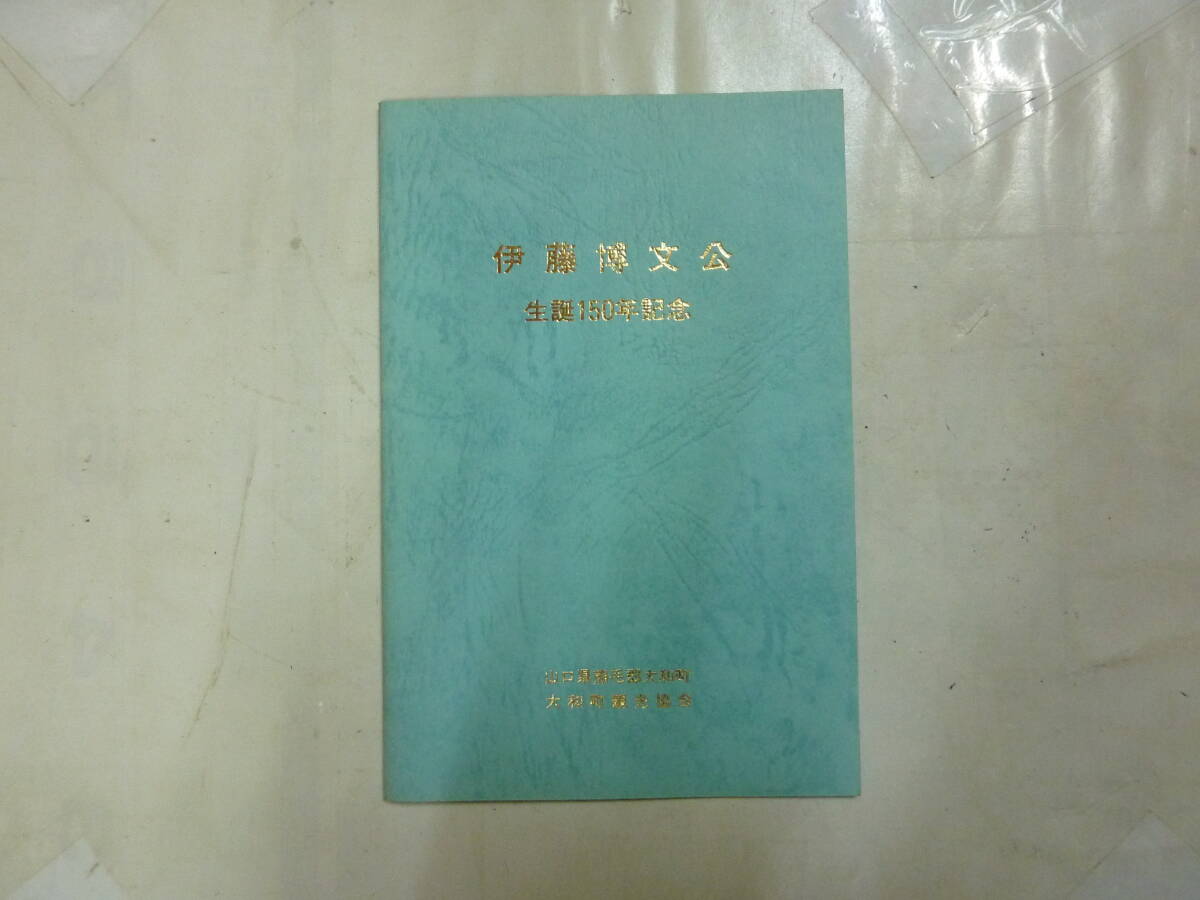 伊藤博文公
生誕150年記念
山口県熊毛郡大和町
大和町観光協会